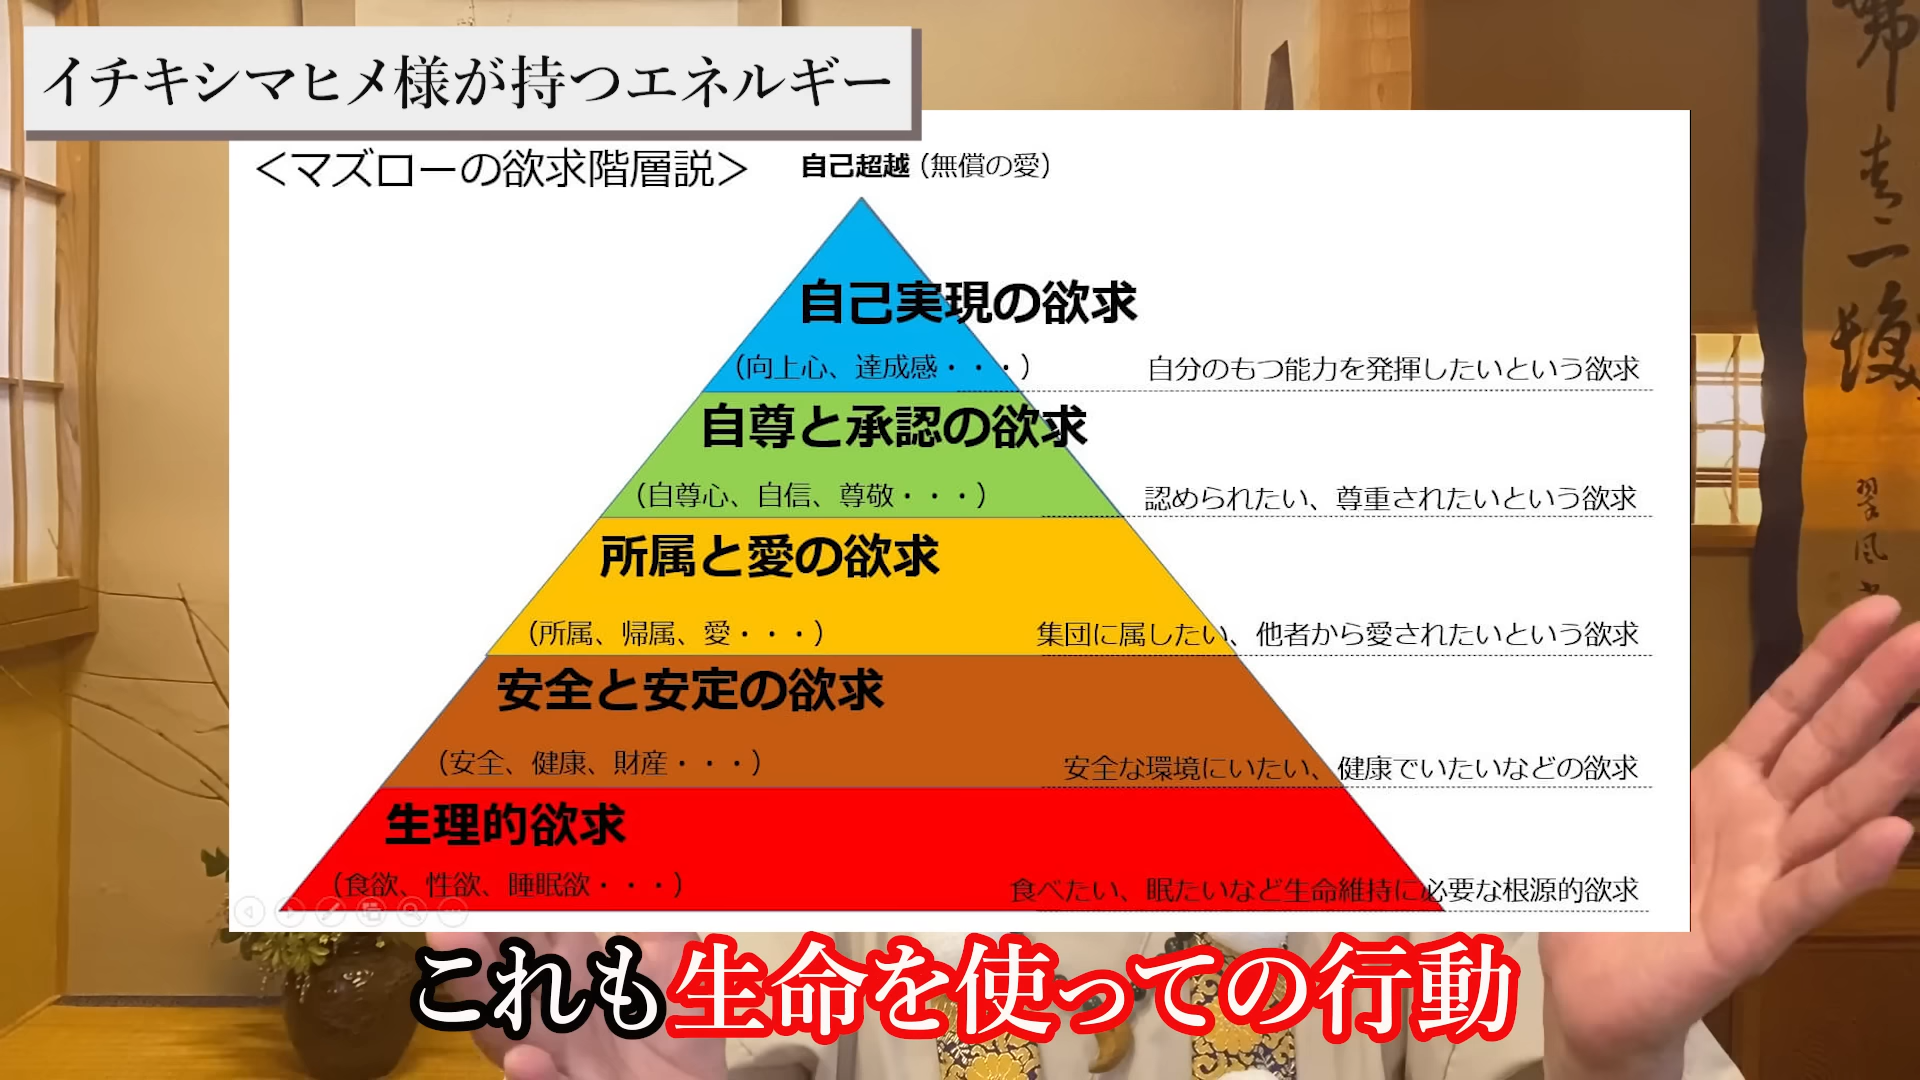 イチキシマヒメ様が持つエネルギー
＜マズローの欲求階層説＞
自己超越（無償の愛）
自己実現の欲求
（向上心、達成感・・・）
自分のもつ能力を発揮したいという欲求
自尊と承認の欲求
（自尊心、自信、尊敬・・・）
認められたい、尊重されたいという欲求
所属と愛の欲求
（所属、帰属、愛・・・）
集団に属したい、他者から愛されたいという欲求
安全と安定の欲求
（安全、健康、財産・・・）
安全な環境にいたい、健康でいたいなどの欲求
生理的欲求
（食欲、性欲、睡眠欲・・・）
食べたい、眠たいなど生命維持に必要な根源的欲求
これも生命を使っての行動